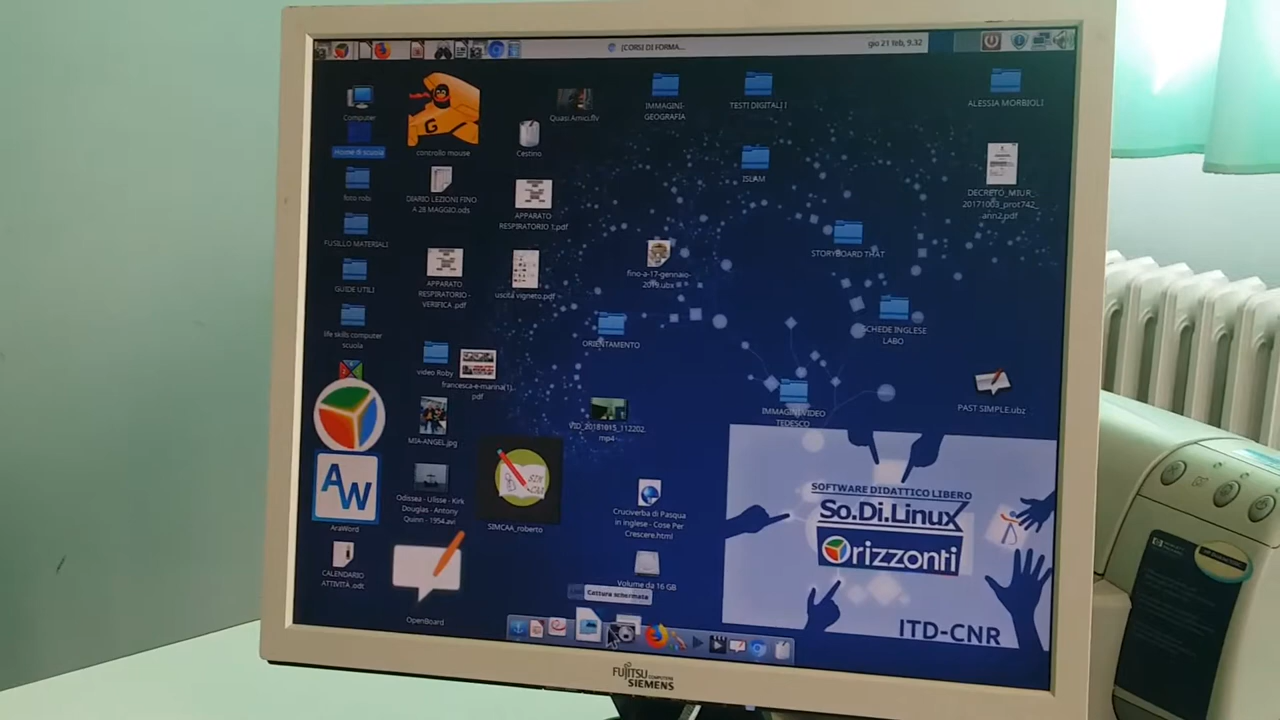 [CORSI DI FORMA...
gio 21 feb, 9.32
Computer
Home di scuola
foto robi
FUSILLO MATERIALI
GUIDE UTILI
life skills computer
scuola
AW
AraWord
CALENDARIO
ATTIVITÀ.odt
G
controllo mouse
DIARIO LEZIONI FINO
A 28 MAGGIO.ods
APPARATO
RESPIRATORIO -
VERIFICA .pdf
video Roby
francesca-e-marina(1).
pdf
MIA-ANGEL.jpg
Odissea - Ulisse - Kirk
Douglas - Antony
Quinn - 1954.avi
OpenBoard
Quasi Amici.flv
Cestino
APPARATO
RESPIRATORIO 1.pdf
uscita vigneto.pdf
SIMCAA_roberto
IMMAGINI-
GEOGRAFIA
fino-a-17-gennaio-
2019.ubz
ORIENTAMENTO
VID_20181015_112202.
mp4
Cruciverba di Pasqua
in inglese - Cose Per
Crescere.html
Volume da 16 GB
Cattura schermata
TESTI DIGITALI I
ISLAM
STORYBOARD THAT
SCHEDE INGLESE
LABO
IMMAGINI VIDEO
TEDESCO
ALESSIA MORBIOLI
DECRETO_MIUR_
20171003_prot742_
ann2.pdf
PAST SIMPLE.ubz
SOFTWARE DIDATTICO LIBERO
So.Di.Linux
Orizzonti
ITD-CNR
FUJITSU COMPUTERS
SIEMENS